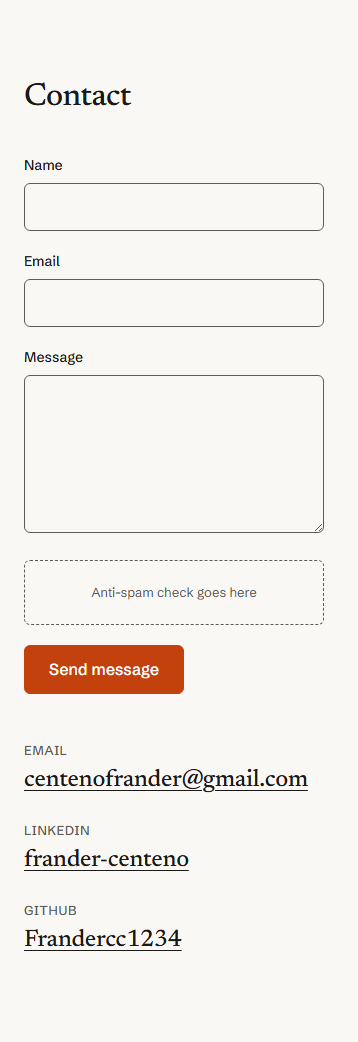 Contact
Name
Email
Message
Anti-spam check goes here
Send message
EMAIL
centenofrander@gmail.com
LINKEDIN
frander-centeno
GITHUB
Frandercc1234